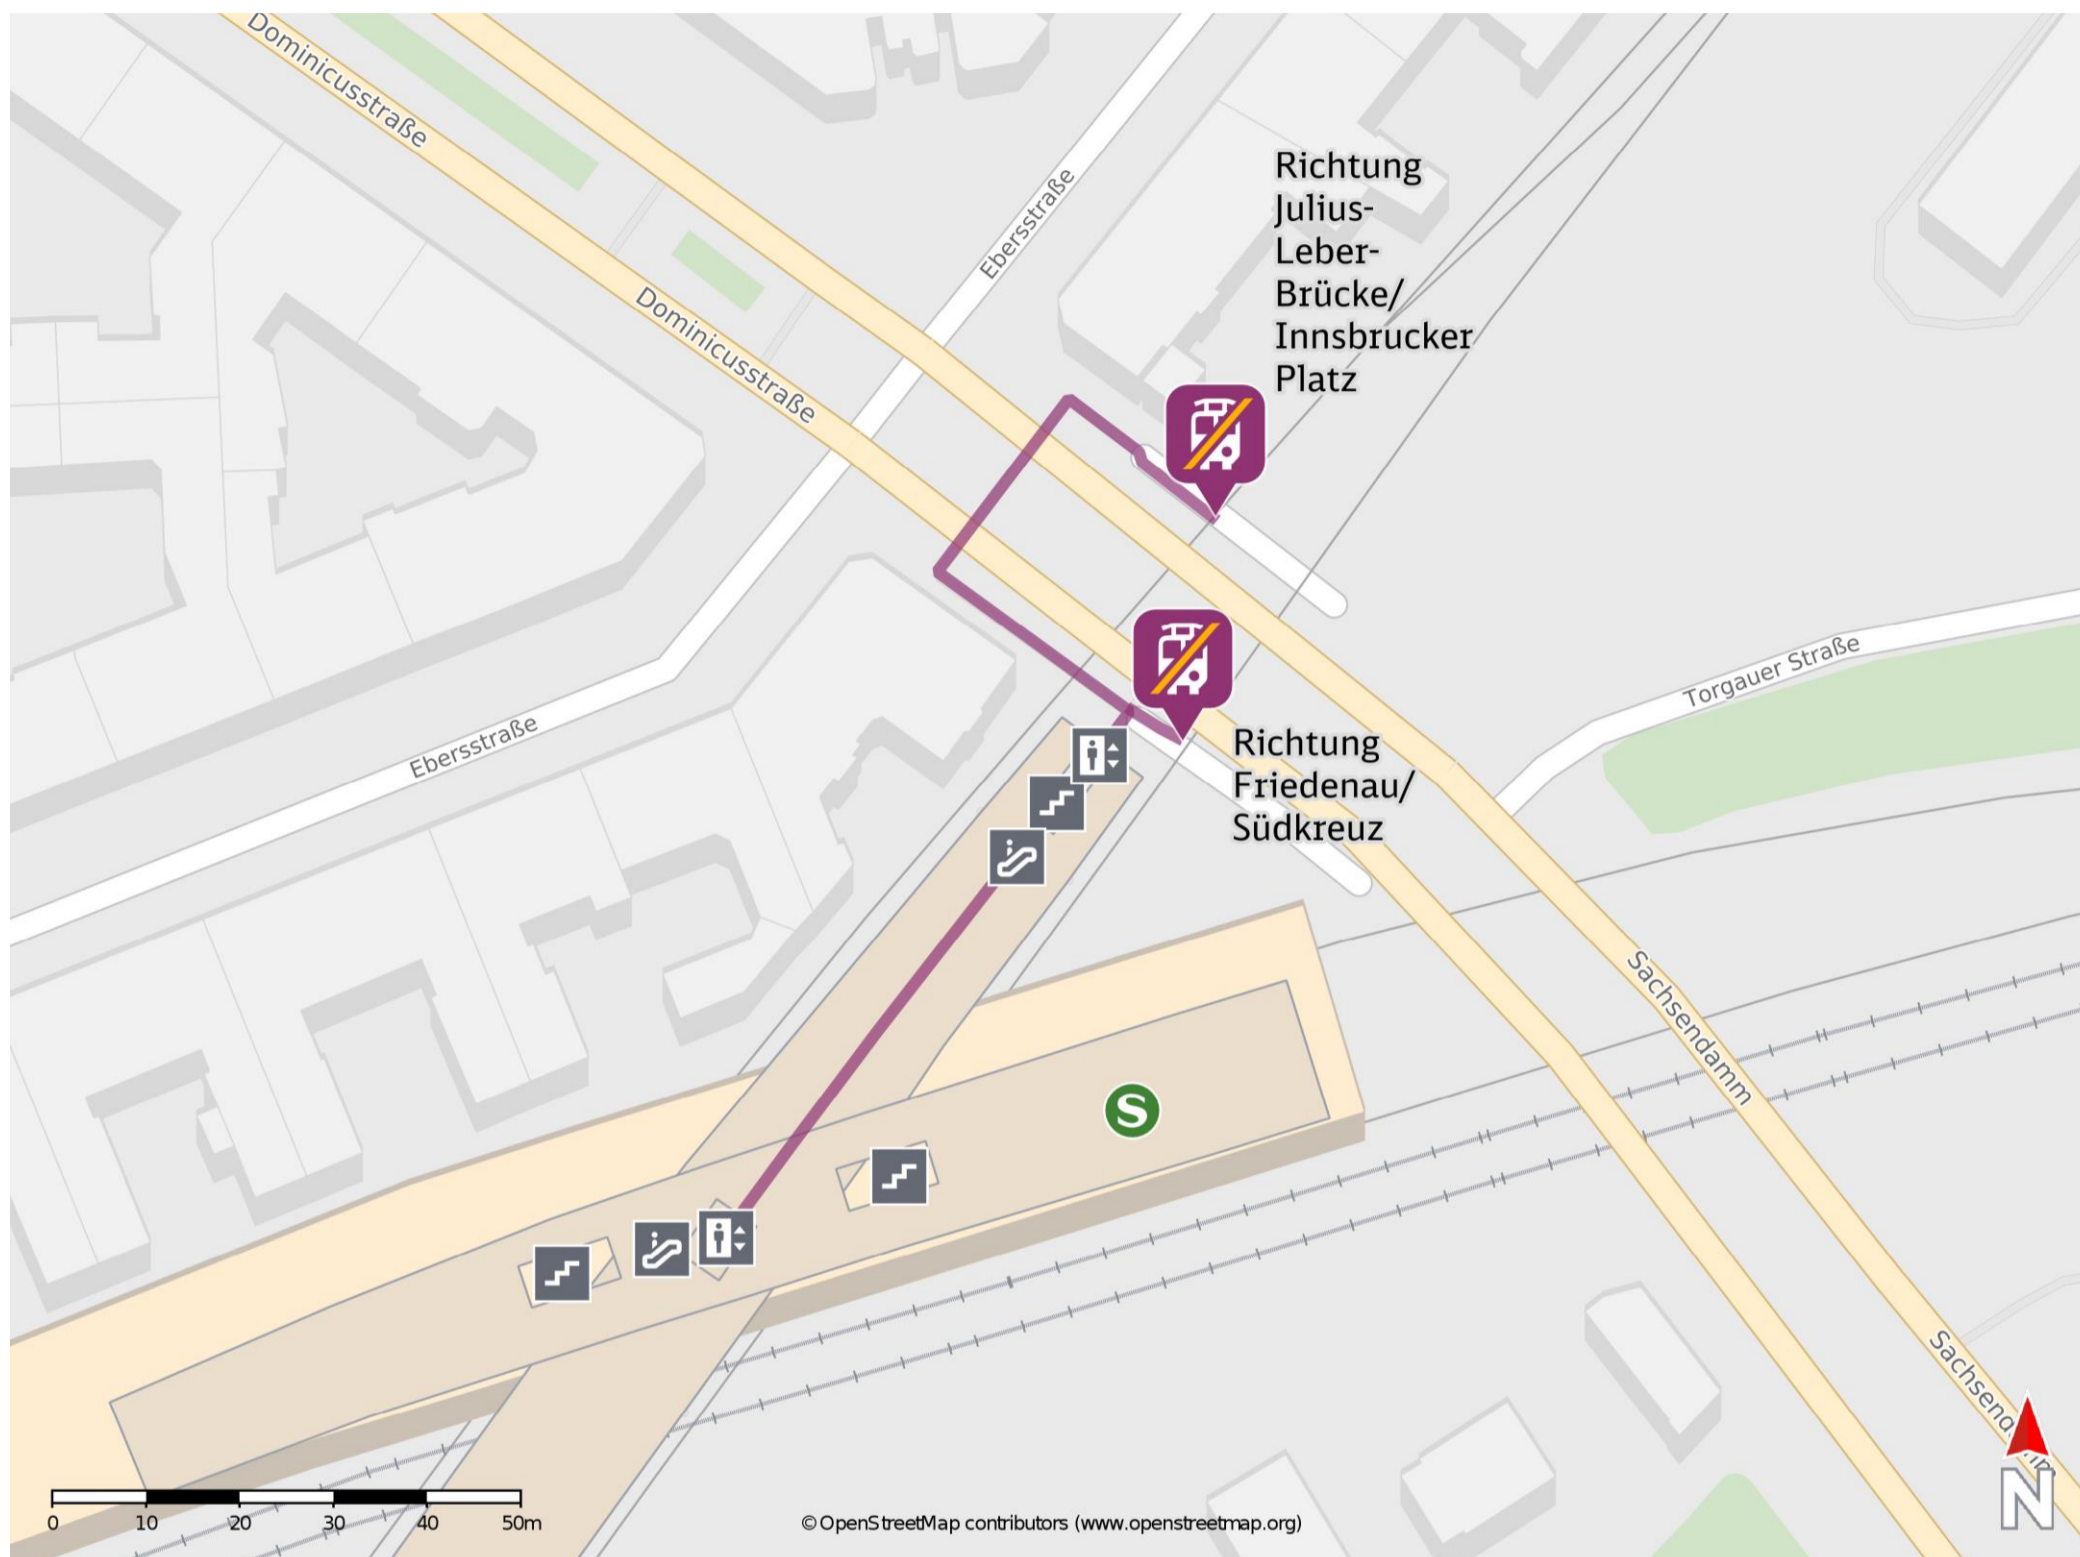 Dominicusstraße
Ebersstraße
Richtung
Julius-
Leber-
Brücke/
Innsbrucker
Platz
Dominicusstraße
Torgauer Straße
Ebersstraße
Richtung
Friedenau/
Südkreuz
Sachsendamm
S
Sachsendamm
N
0 10 20 30 40 50m
© OpenStreetMap contributors (www.openstreetmap.org)